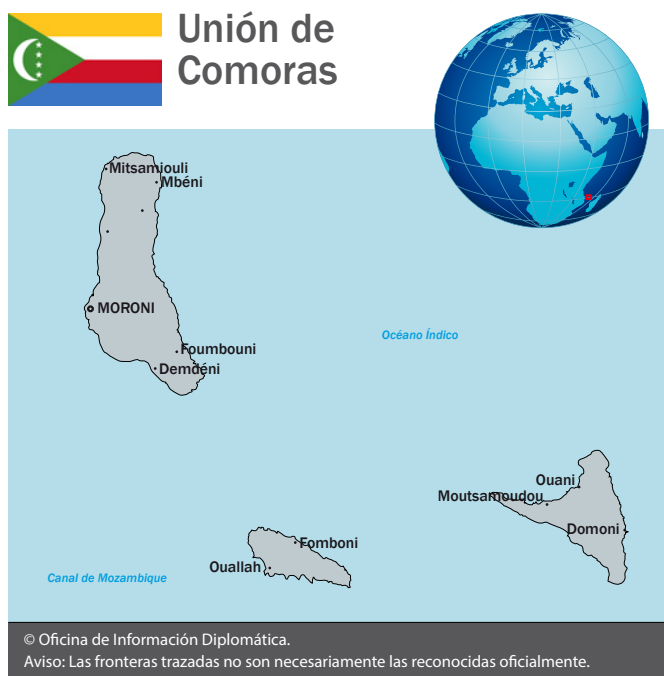 Unión de
Comoras
Mitsamiouli
Mbéni
MORONI
Océano Índico
Foumbouni
Demdéni
Ouani
Moutsamoudou
Domoni
Fomboni
Ouallah
Canal de Mozambique
© Oficina de Información Diplomática.
Aviso: Las fronteras trazadas no son necesariamente las reconocidas oficialmente.